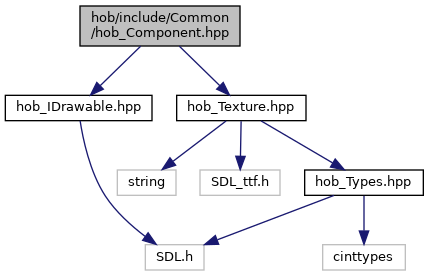 hob/include/Common
/hob_Component.hpp
hob_IDrawable.hpp
hob_Texture.hpp
string
SDL_ttf.h
hob_Types.hpp
SDL.h
cinttypes